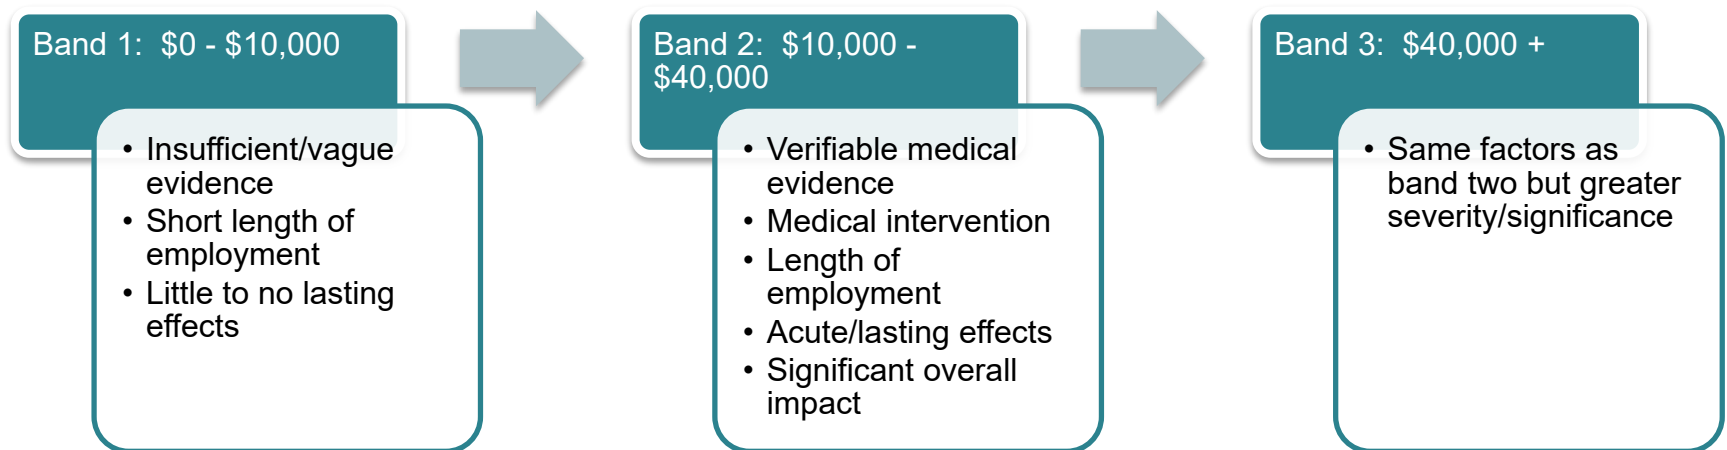 Band 1:  $0 - $10,000
• Insufficient/vague
evidence
• Short length of
employment
• Little to no lasting
effects
Band 2:  $10,000 -
$40,000
• Verifiable medical
evidence
• Medical intervention
• Length of
employment
• Acute/lasting effects
• Significant overall
impact
Band 3:  $40,000 +
• Same factors as
band two but greater
severity/significance